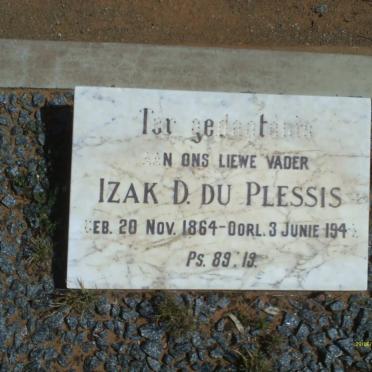 Ter gedagtenis
AAN ONS LIEWE VADER
IZAK D. DU PLESSIS
GEB. 20 NOV. 1864-OORL. 3 JUNIE 194
PS. 89:19.